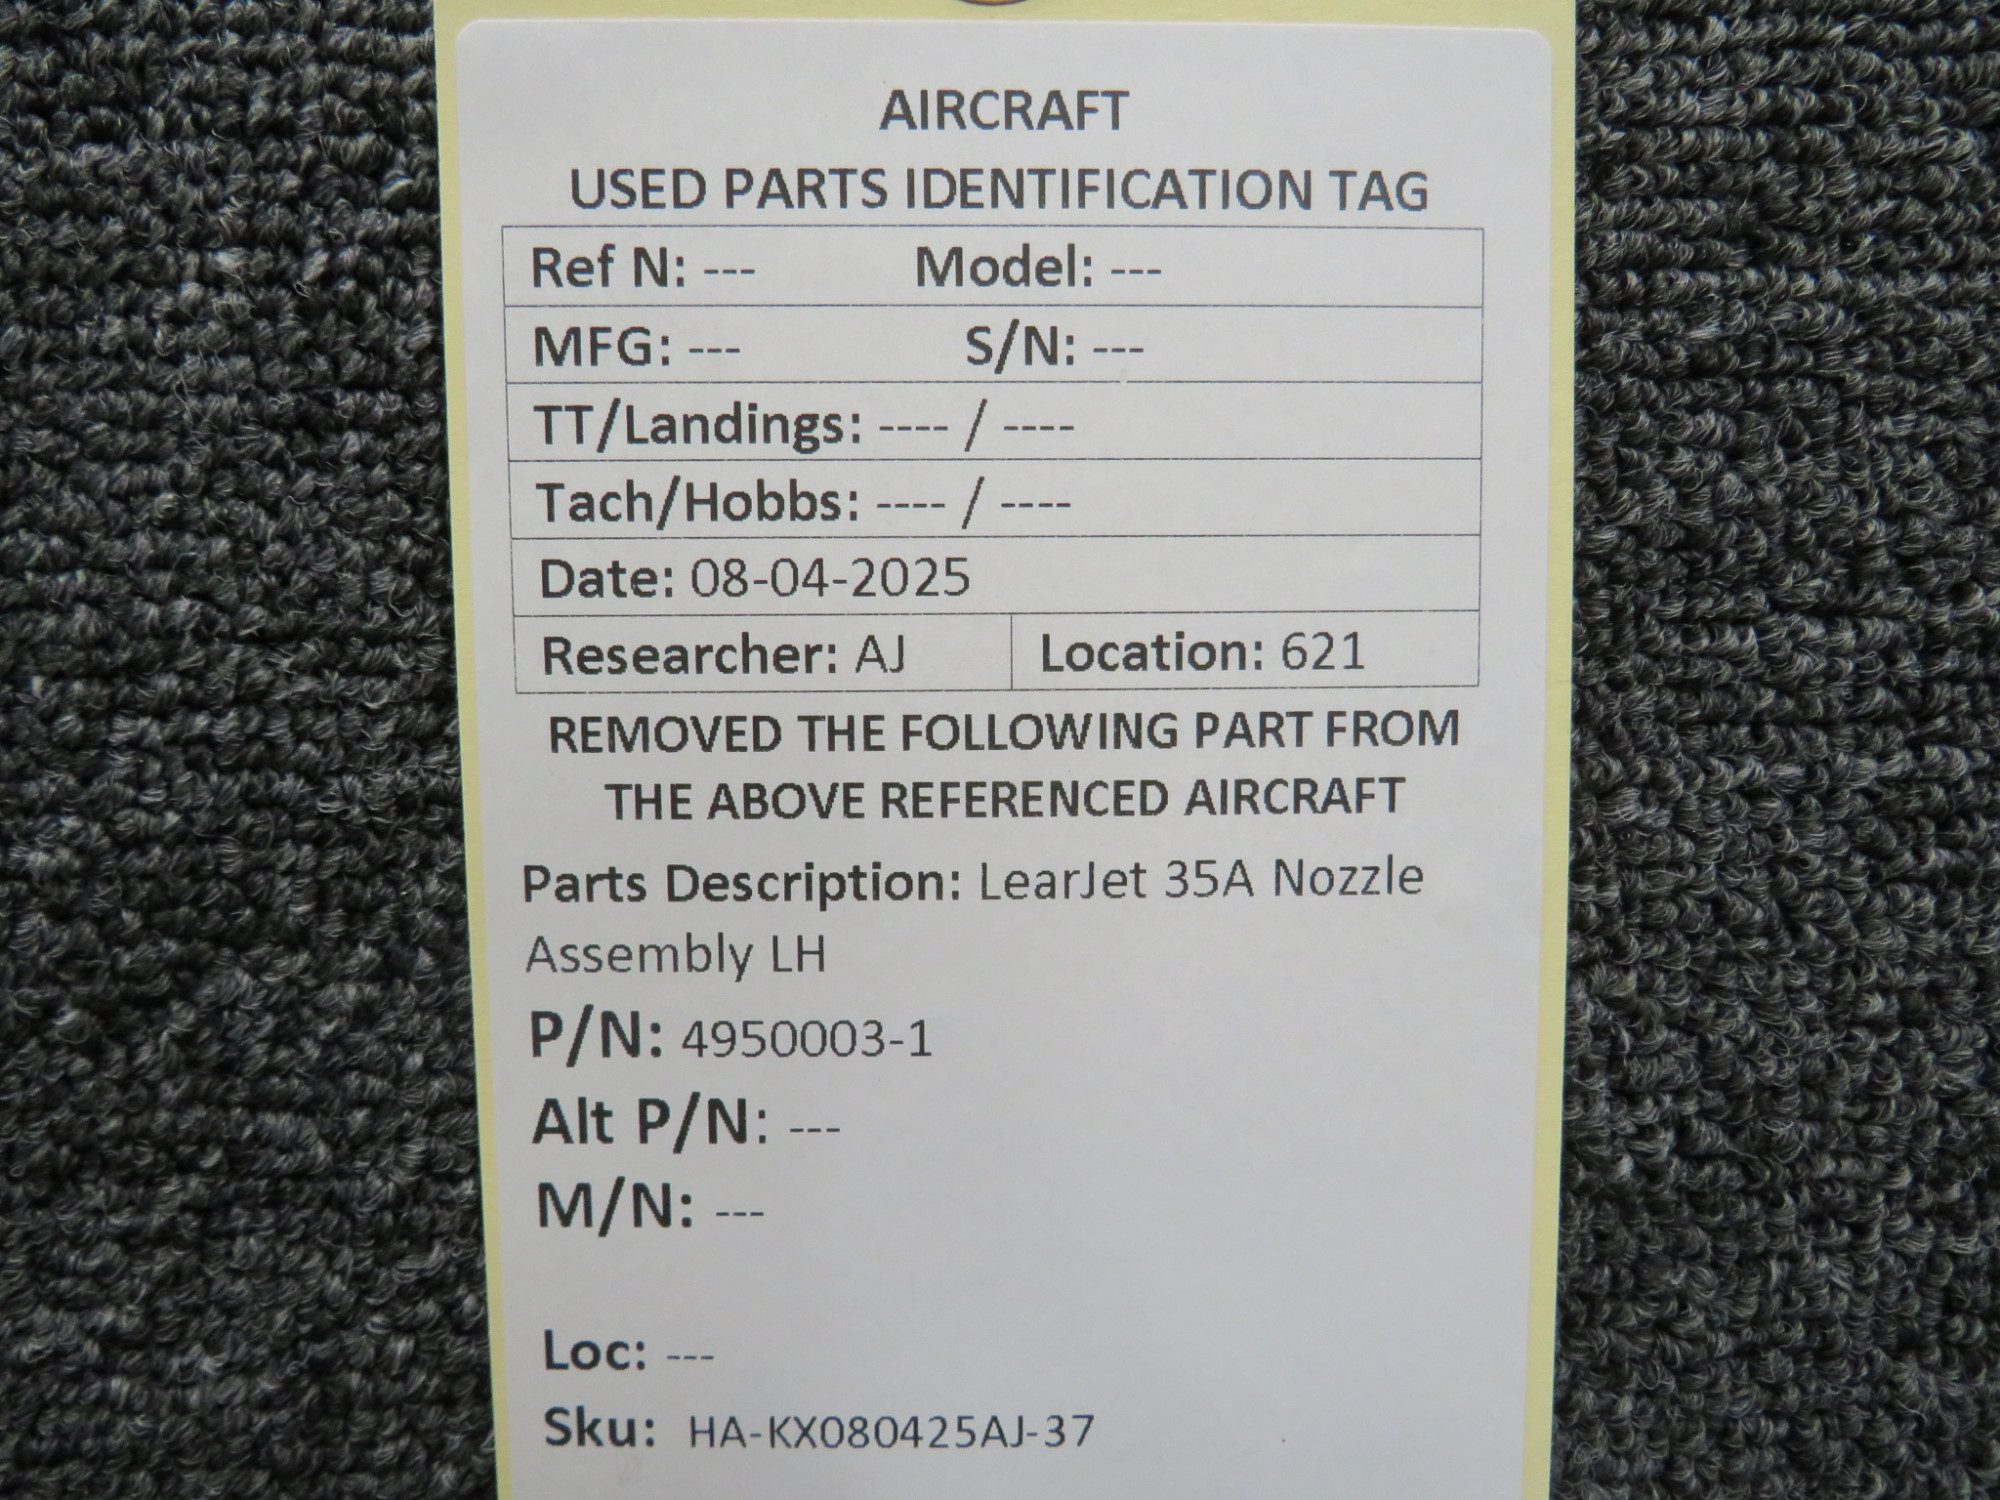 AIRCRAFT
USED PARTS IDENTIFICATION TAG
Ref N: --- Model: ---
MFG: --- S/N: ---
TT/Landings: ---- / ----
Tach/Hobbs: ---- / ----
Date: 08-04-2025
Researcher: AJ Location: 621
REMOVED THE FOLLOWING PART FROM
THE ABOVE REFERENCED AIRCRAFT
Parts Description: LearJet 35A Nozzle
Assembly LH
P/N: 4950003-1
Alt P/N: ---
M/N: ---
Loc: ---
Sku: HA-KX080425AJ-37